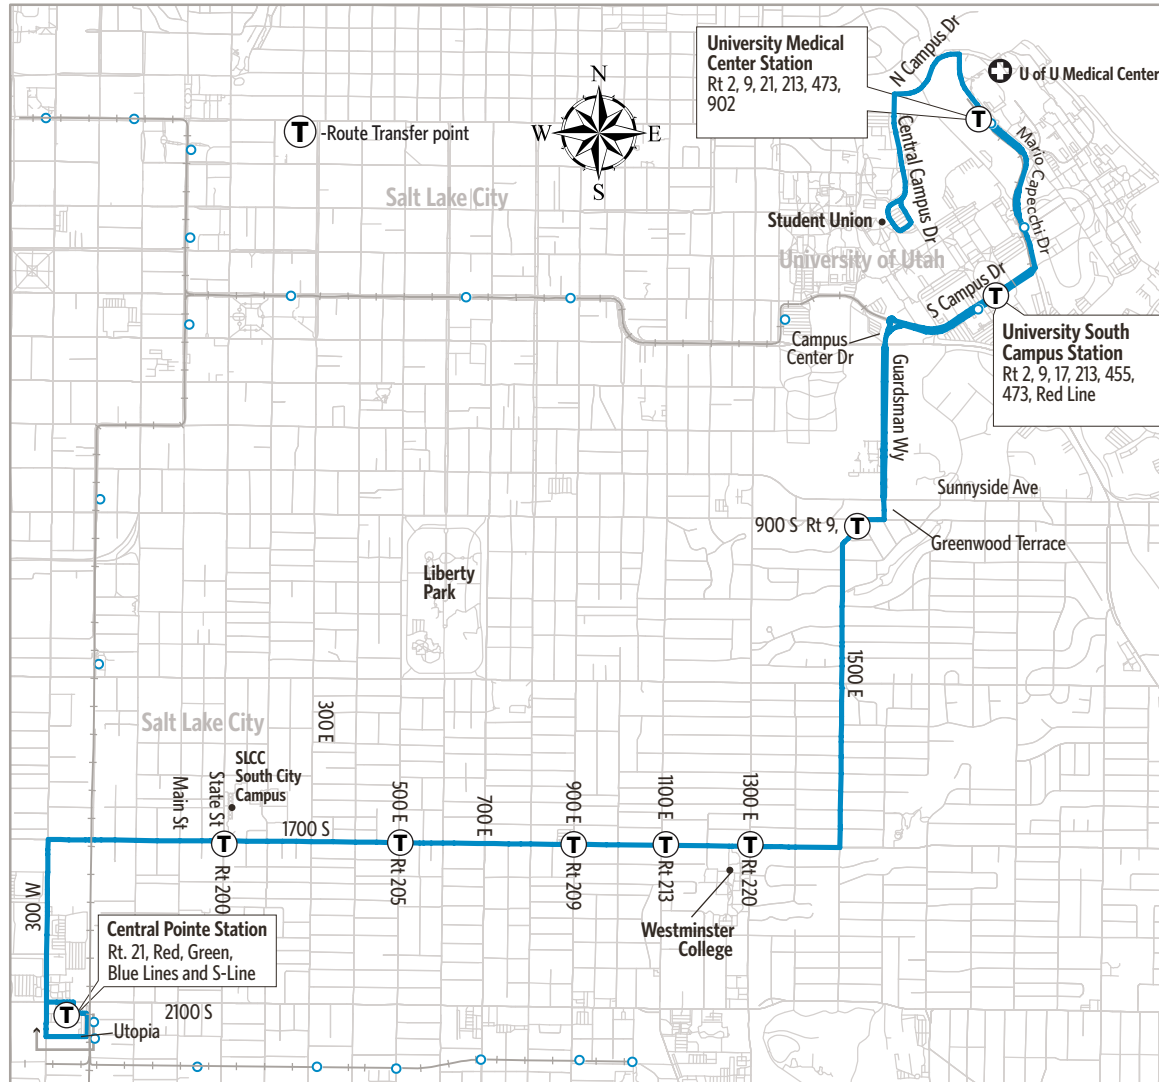 University Medical
Center Station
Rt 2, 9, 21, 213, 473,
902
N Campus Dr
U of U Medical Center
N
W
E
S
T
-Route Transfer point
T
Mario Capecchi Dr
Central Campus Dr
Salt Lake City
Student Union
University of Utah
S Campus Dr
T
University South
Campus Station
Rt 2, 9, 17, 213, 455,
473, Red Line
Campus
Center Dr
Guardsman Wy
Sunnyside Ave
900 S Rt 9,
T
Greenwood Terrace
Liberty
Park
1500 E
Salt Lake City
300 E
SLCC
South City
Campus
Main St
State St
500 E
700 E
900 E
1100 E
1300 E
1700 S
T
T
T
T
T
Rt 200
Rt 205
Rt 209
Rt 213
Rt 220
300 W
Westminster
College
Central Pointe Station
Rt. 21, Red, Green,
Blue Lines and S-Line
T
2100 S
Utopia